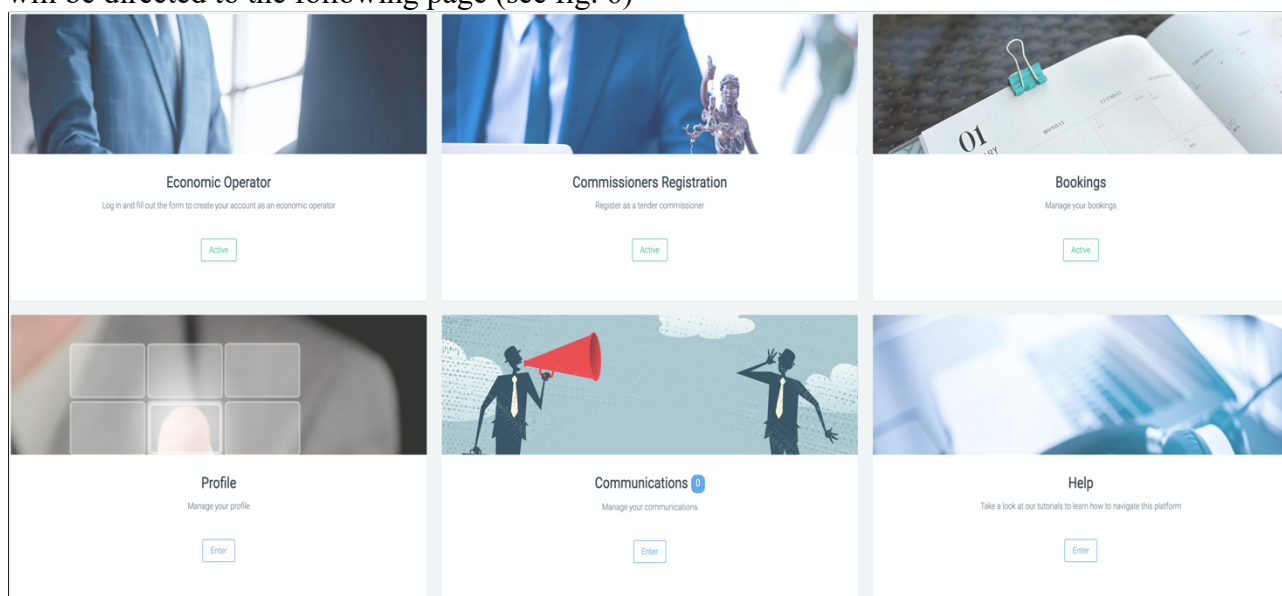 will be directed to the following page (see fig. 6)
01
MONDAY
TUESDAY
Economic Operator
Log in and fill out the form to create your account as an economic operator
Active
Commissioners Registration
Register as a tender commissioner
Active
Bookings
Manage your bookings
Active
Profile
Manage your profile
Enter
Communications 0
Manage your communications
Enter
Help
Take a look at our tutorials to learn how to navigate this platform
Enter